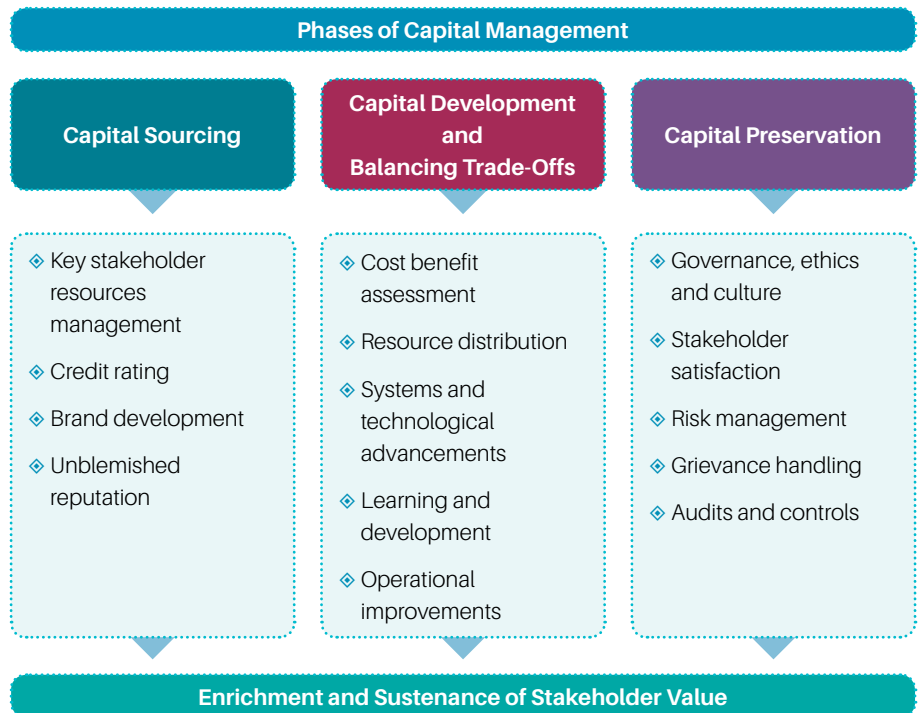 Phases of Capital Management
Capital Sourcing
Key stakeholder
resources
management
Credit rating
Brand development
Unblemished
reputation
Capital Development
and
Balancing Trade-Offs
Cost benefit
assessment
Resource distribution
Systems and
technological
advancements
Learning and
development
Operational
improvements
Capital Preservation
Governance, ethics
and culture
Stakeholder
satisfaction
Risk management
Grievance handling
Audits and controls
Enrichment and Sustenance of Stakeholder Value